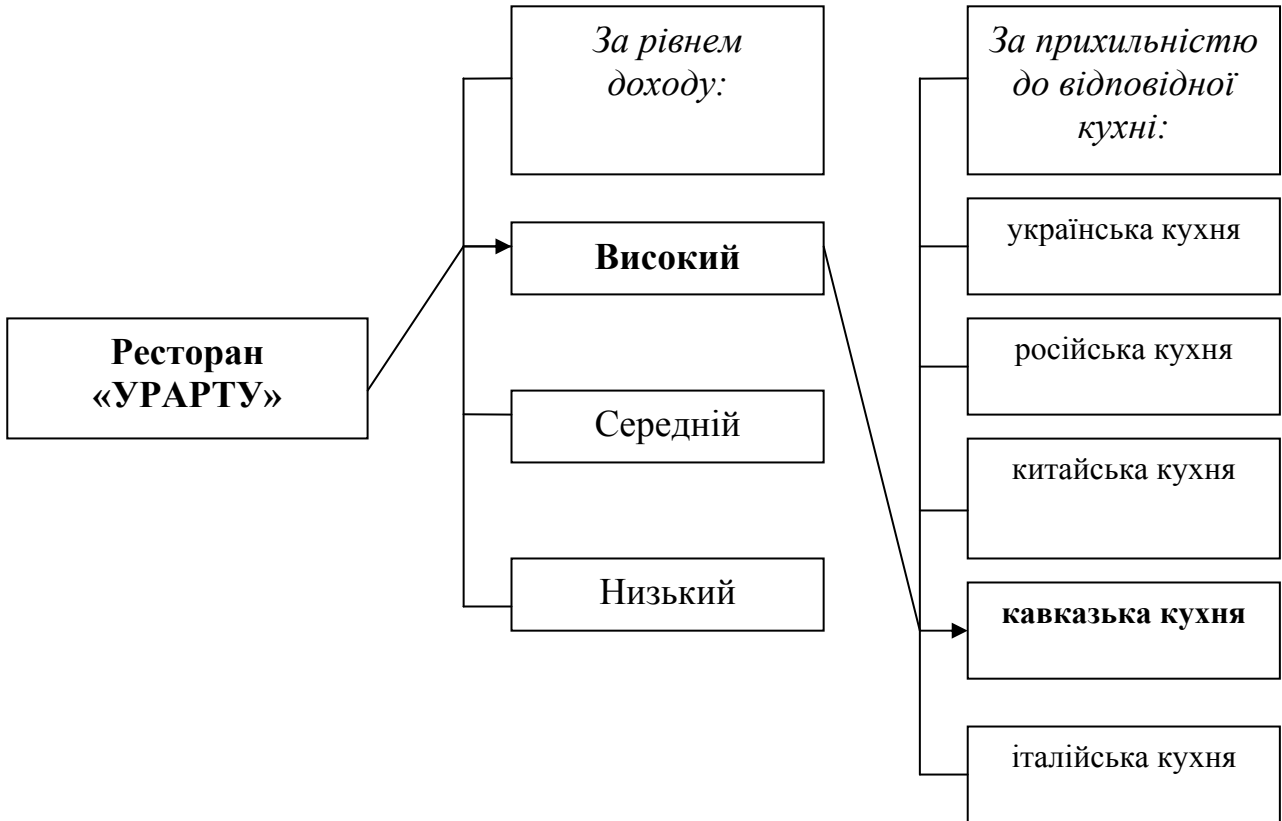 Ресторан
«УРАРТУ»
За рівнем
доходу:
Високий
Середній
Низький
За прихильністю
до відповідної
кухні:
українська кухня
російська кухня
китайська кухня
кавказька кухня
італійська кухня